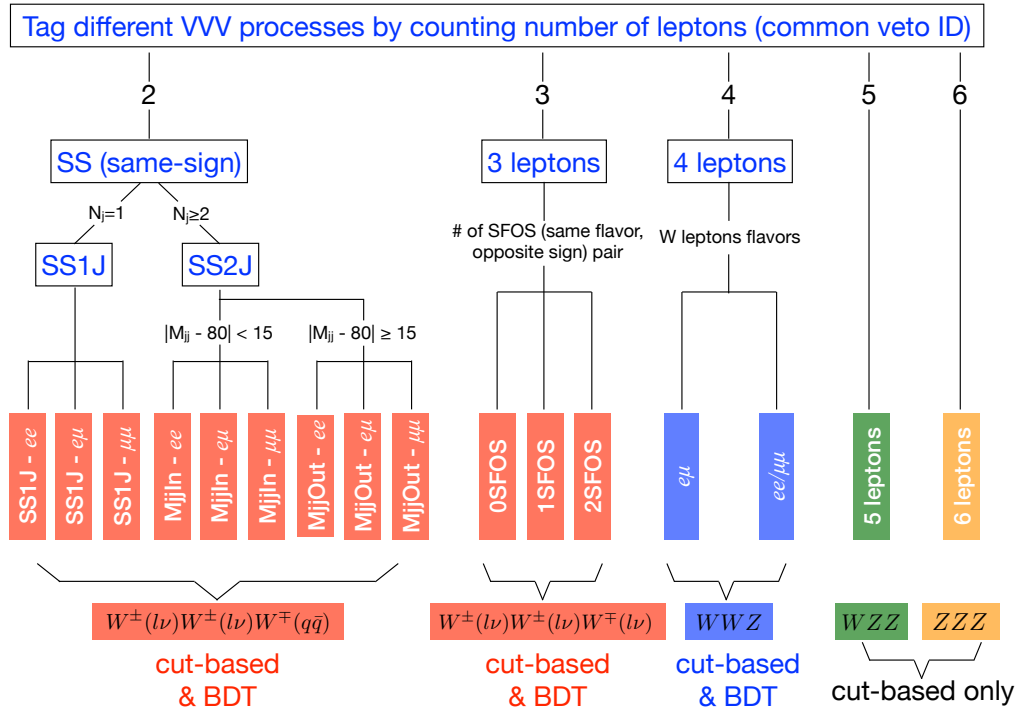 Tag different VVV processes by counting number of leptons (common veto ID)
2
3
4
5
6
SS (same-sign)
3 leptons
4 leptons
Nⱼ=1
Nⱼ≥2
# of SFOS (same flavor,
opposite sign) pair
W leptons flavors
SS1J
SS2J
|Mⱼⱼ - 80| < 15
|Mⱼⱼ - 80| ≥ 15
SS1J - ee
SS1J - eμ
SS1J - μμ
MjjIn - ee
MjjIn - eμ
MjjIn - μμ
MjjOut - ee
MjjOut - eμ
MjjOut - μμ
0SFOS
1SFOS
2SFOS
eμ
ee/μμ
5 leptons
6 leptons
W±(lν)W±(lν)W∓(qq̄)
W±(lν)W±(lν)W∓(lν)
WWZ
WZZ
ZZZ
cut-based
& BDT
cut-based
& BDT
cut-based
& BDT
cut-based only